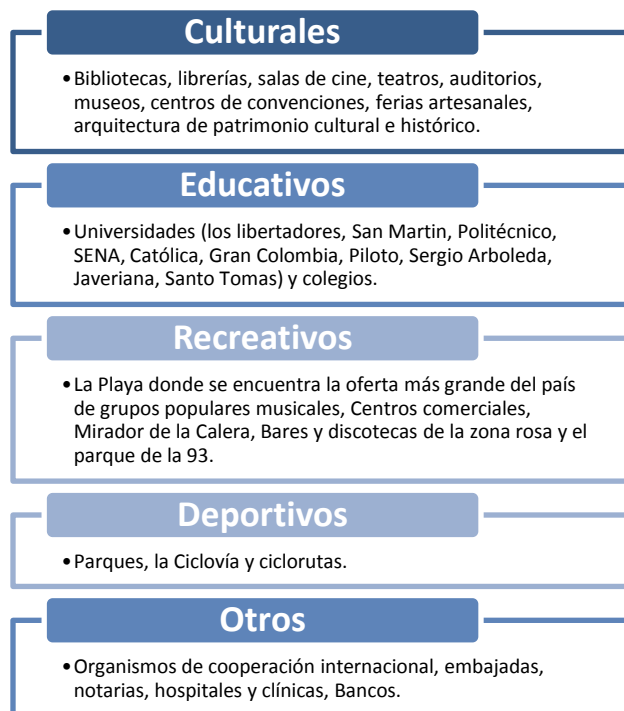 Culturales
•Bibliotecas, librerías, salas de cine, teatros, auditorios,
museos, centros de convenciones, ferias artesanales,
arquitectura de patrimonio cultural e histórico.
Educativos
•Universidades (los libertadores, San Martin, Politécnico,
SENA, Católica, Gran Colombia, Piloto, Sergio Arboleda,
Javeriana, Santo Tomas) y colegios.
Recreativos
•La Playa donde se encuentra la oferta más grande del país
de grupos populares musicales, Centros comerciales,
Mirador de la Calera, Bares y discotecas de la zona rosa y el
parque de la 93.
Deportivos
•Parques, la Ciclovía y ciclorutas.
Otros
•Organismos de cooperación internacional, embajadas,
notarias, hospitales y clínicas, Bancos.